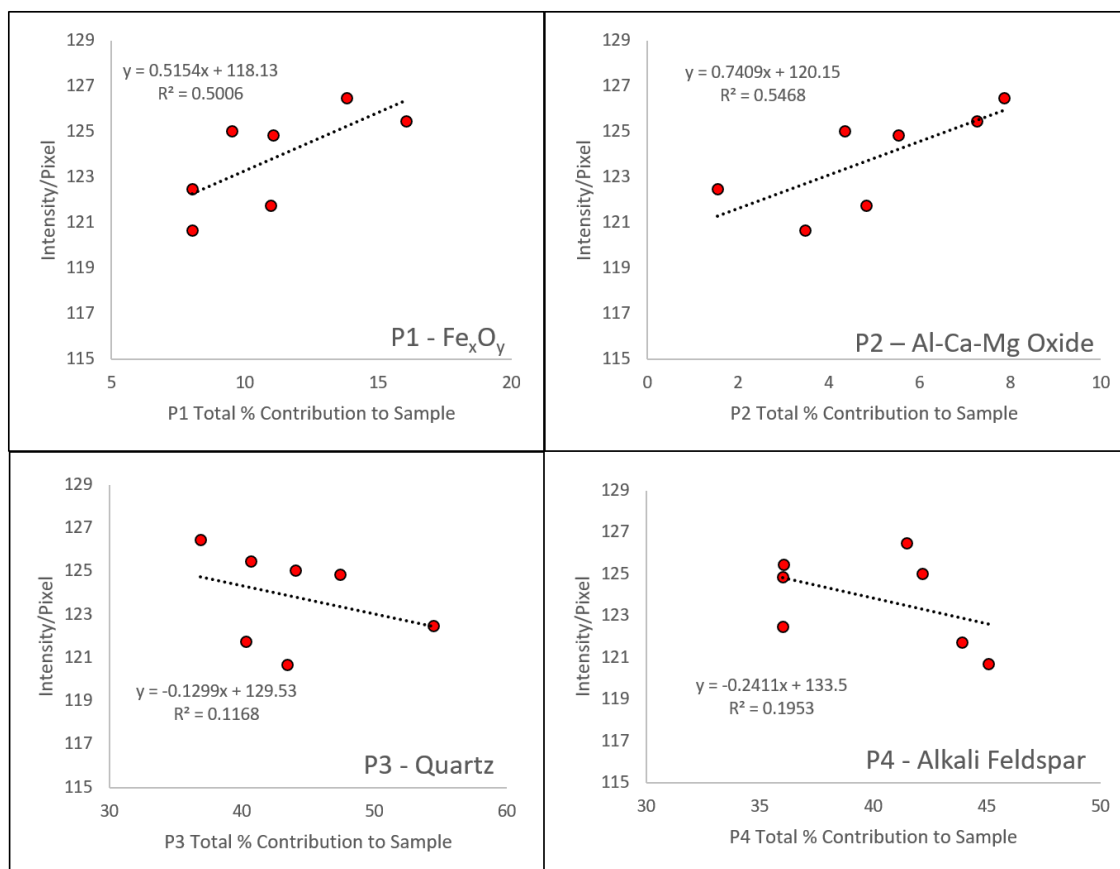 129
127
125
123
121
119
117
115
Intensity/Pixel
y = 0.5154x + 118.13
R² = 0.5006
P1 - FexOy
5 10 15 20
P1 Total % Contribution to Sample
129
127
125
123
121
119
117
115
Intensity/Pixel
y = 0.7409x + 120.15
R² = 0.5468
P2 – Al-Ca-Mg Oxide
0 2 4 6 8 10
P2 Total % Contribution to Sample
129
127
125
123
121
119
117
115
Intensity/Pixel
y = -0.1299x + 129.53
R² = 0.1168
P3 - Quartz
30 40 50 60
P3 Total % Contribution to Sample
129
127
125
123
121
119
117
115
Intensity/Pixel
y = -0.2411x + 133.5
R² = 0.1953
P4 - Alkali Feldspar
30 35 40 45 50
P4 Total % Contribution to Sample